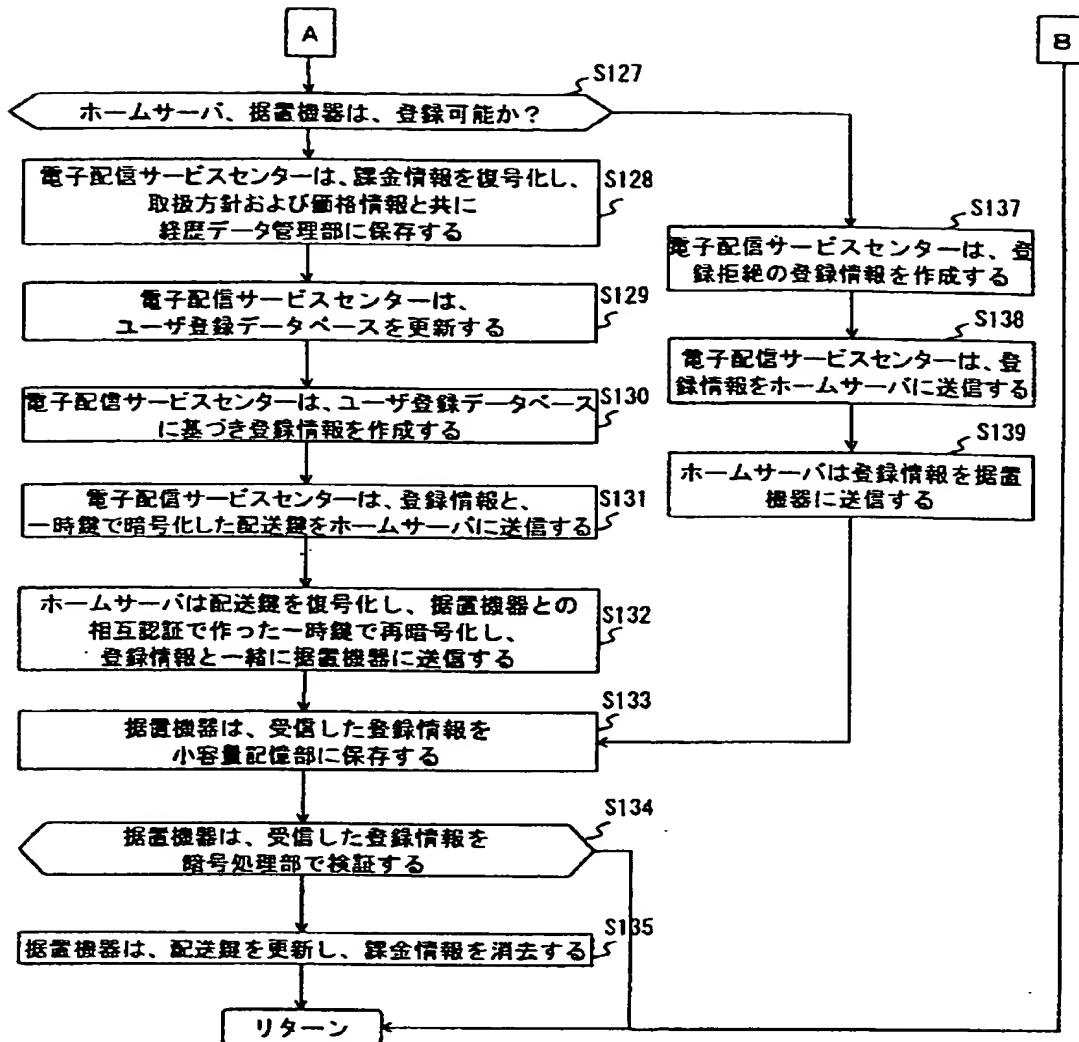 A
B
S127
ホームサーバ、据置機器は、登録可能か？
電子配信サービスセンターは、課金情報を復号化し、
取扱方針および価格情報と共に
経歴データ管理部に保存する
S128
電子配信サービスセンターは、
ユーザ登録データベースを更新する
S129
電子配信サービスセンターは、ユーザ登録データベース
に基づき登録情報を作成する
S130
電子配信サービスセンターは、登録情報と、
一時鍵で暗号化した配送鍵をホームサーバに送信する
S131
ホームサーバは配送鍵を復号化し、据置機器との
相互認証で作った一時鍵で再暗号化し、
登録情報と一緒に据置機器に送信する
S132
据置機器は、受信した登録情報を
小容量記憶部に保存する
S133
据置機器は、受信した登録情報を
暗号処理部で検証する
S134
据置機器は、配送鍵を更新し、課金情報を消去する
S135
リターン
S137
電子配信サービスセンターは、登
録拒絶の登録情報を作成する
S138
電子配信サービスセンターは、登
録情報をホームサーバに送信する
S139
ホームサーバは登録情報を据置
機器に送信する